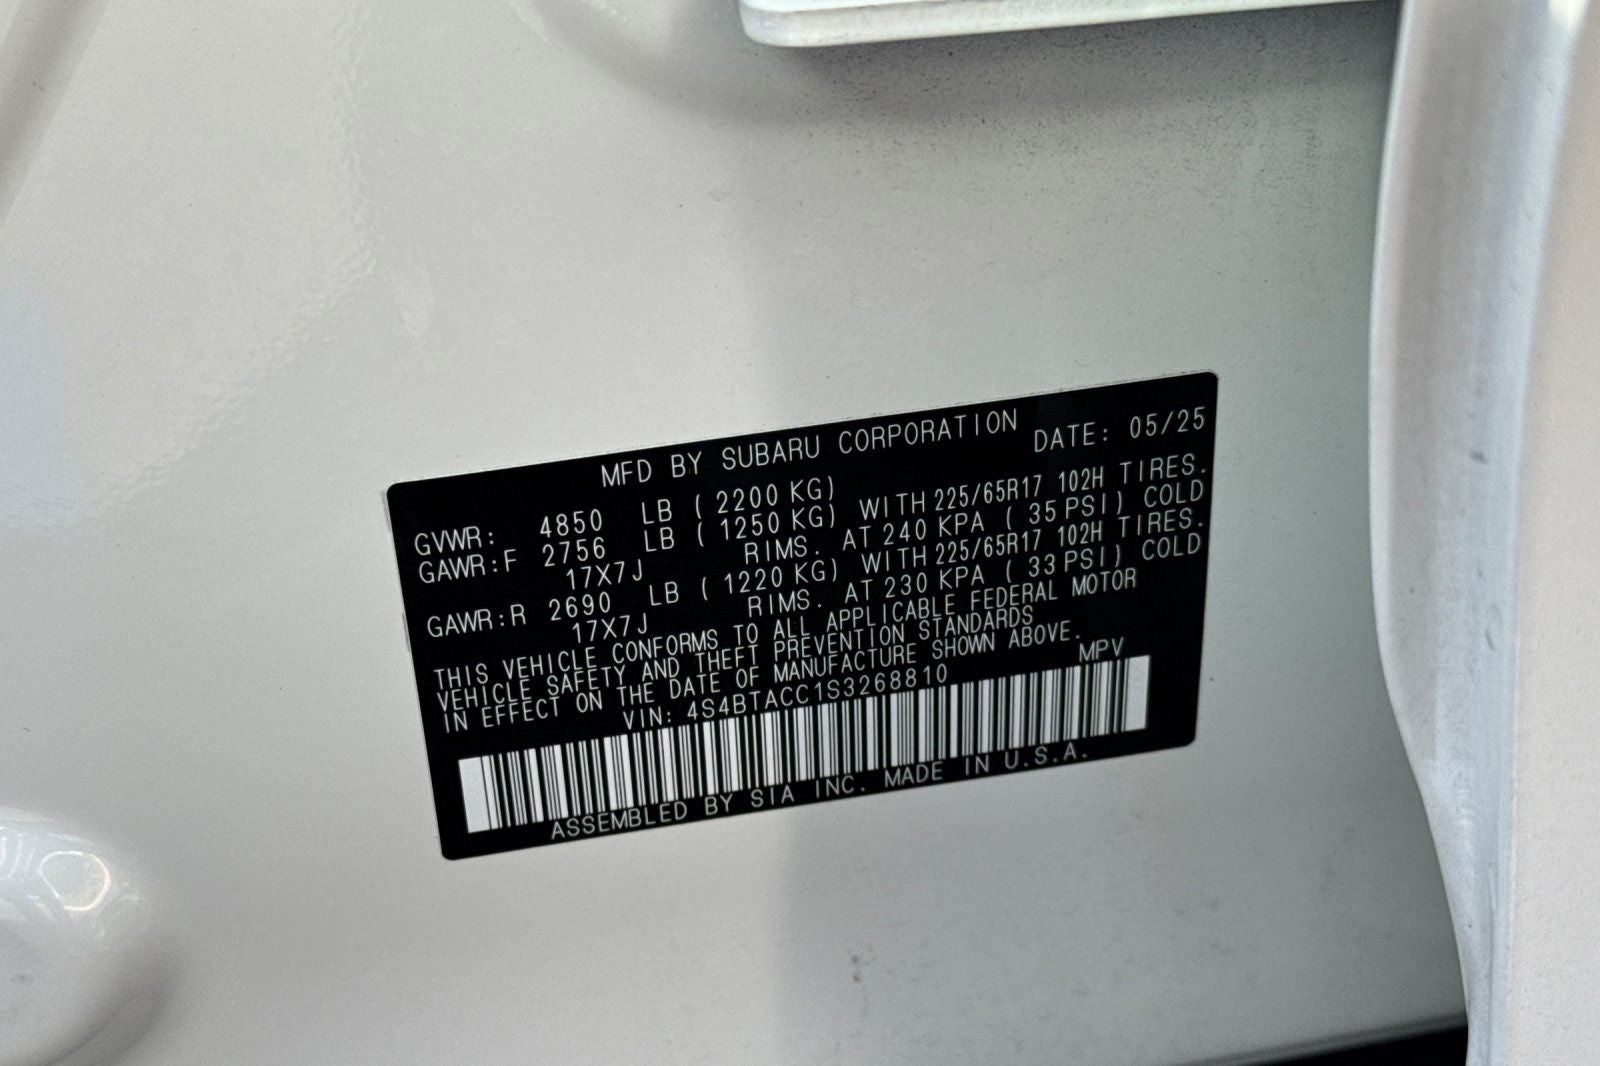 MFD BY SUBARU CORPORATION
DATE: 05/25
GVWR: 4850 LB ( 2200 KG)
GAWR:F 2756 LB ( 1250 KG) WITH 225/65R17 102H TIRES.
17X7J RIMS. AT 240 KPA ( 35 PSI) COLD
GAWR:R 2690 LB ( 1220 KG) WITH 225/65R17 102H TIRES.
17X7J RIMS. AT 230 KPA ( 33 PSI) COLD
THIS VEHICLE CONFORMS TO ALL APPLICABLE FEDERAL MOTOR
VEHICLE SAFETY AND THEFT PREVENTION STANDARDS
IN EFFECT ON THE DATE OF MANUFACTURE SHOWN ABOVE.
VIN: 4S4BTACC1S3268810 MPV
ASSEMBLED BY SIA INC. MADE IN U.S.A.